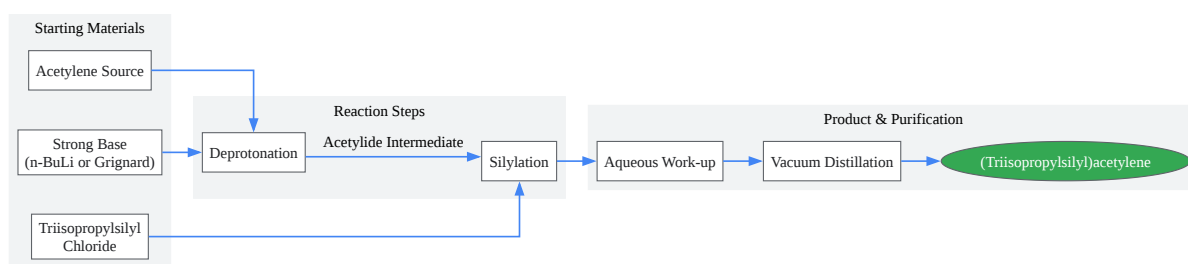 Starting Materials
Acetylene Source
Strong Base
(n-BuLi or Grignard)
Triisopropylsilyl
Chloride
Reaction Steps
Deprotonation
Acetylide Intermediate
Silylation
Product & Purification
Aqueous Work-up
Vacuum Distillation
(Triisopropylsilyl)acetylene